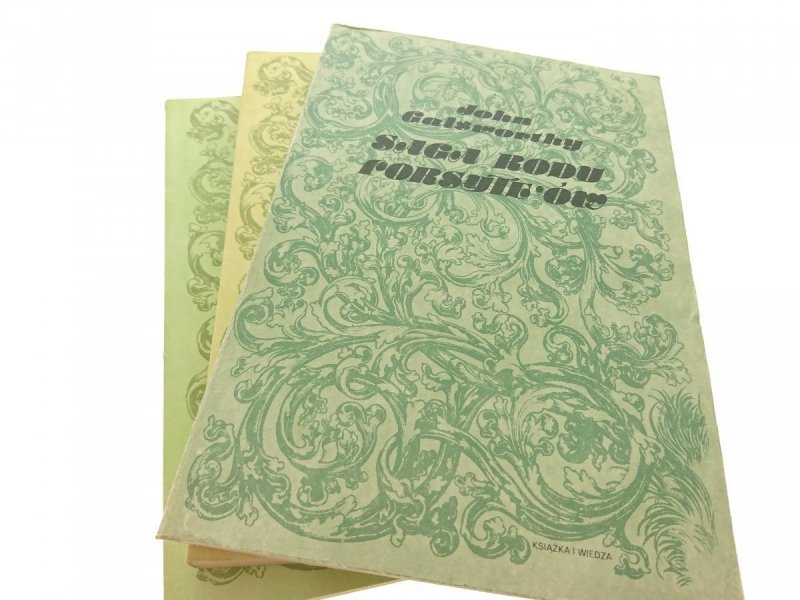 John
Galsworthy
SAGA RODU
FORSYTE'ÓW
KSIĄŻKA I WIEDZA